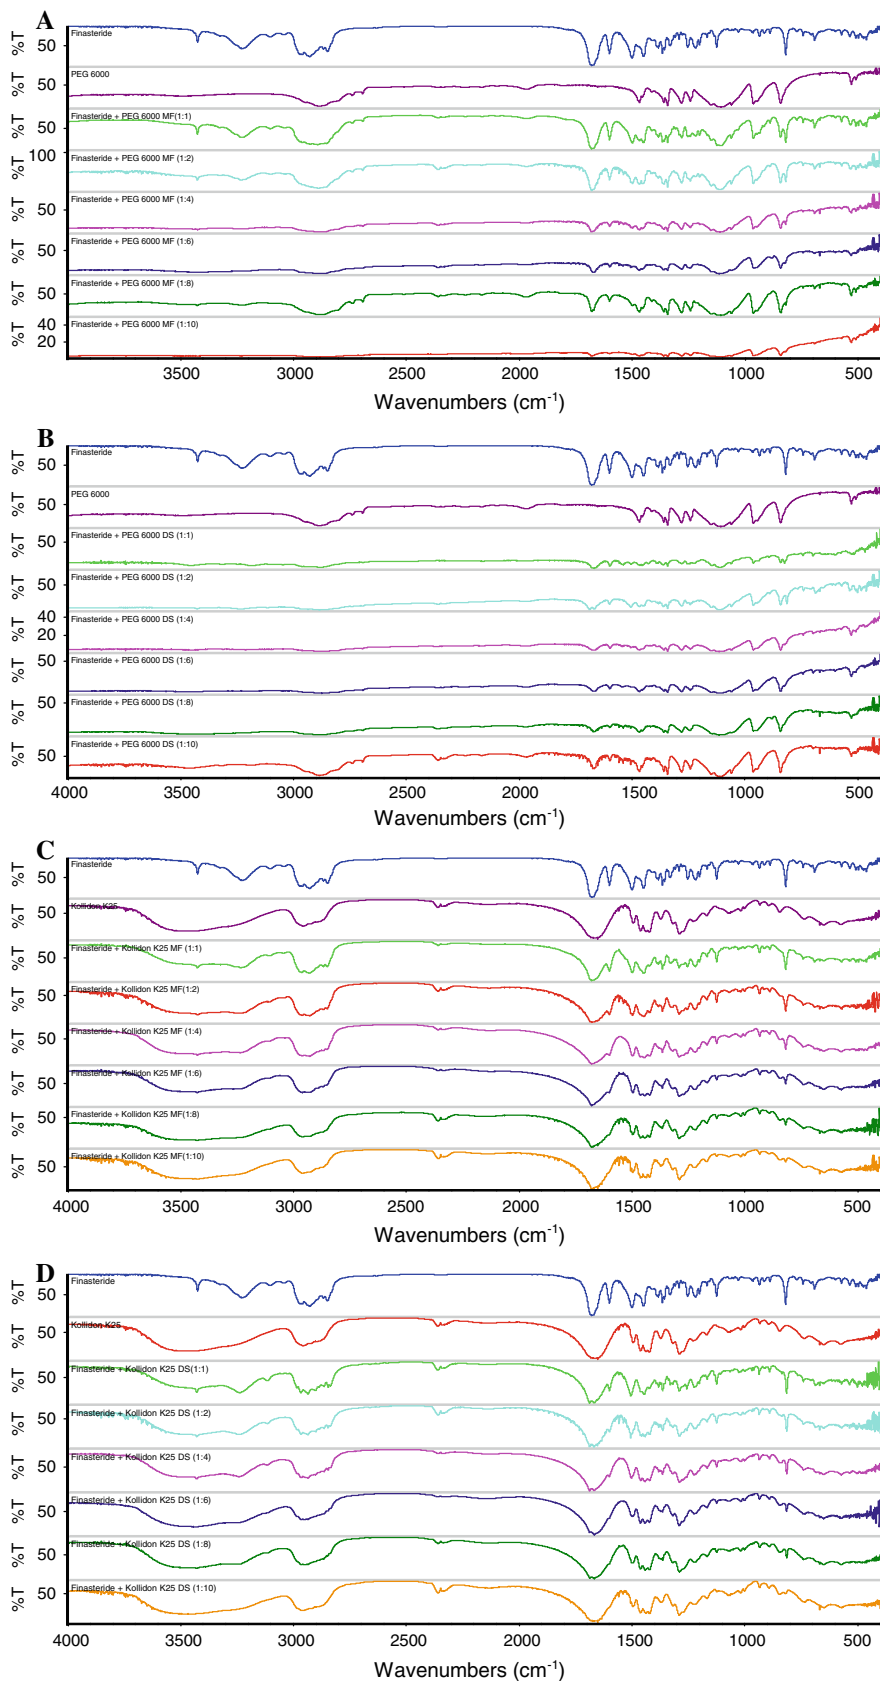 A
%T
50
Finasteride
%T
50
PEG 6000
%T
50
Finasteride + PEG 6000 MF(1:1)
%T
100
Finasteride + PEG 6000 MF (1:2)
%T
50
Finasteride + PEG 6000 MF (1:4)
%T
50
Finasteride + PEG 6000 MF (1:6)
%T
50
Finasteride + PEG 6000 MF (1:8)
%T
40
20
Finasteride + PEG 6000 MF (1:10)
3500 3000 2500 2000 1500 1000 500
Wavenumbers (cm-1)
B
%T
50
Finasteride
%T
50
PEG 6000
%T
50
Finasteride + PEG 6000 DS (1:1)
%T
50
Finasteride + PEG 6000 DS (1:2)
%T
40
20
Finasteride + PEG 6000 DS (1:4)
%T
50
Finasteride + PEG 6000 DS (1:6)
%T
50
Finasteride + PEG 6000 DS (1:8)
%T
50
Finasteride + PEG 6000 DS (1:10)
4000 3500 3000 2500 2000 1500 1000 500
Wavenumbers (cm-1)
C
%T
50
Finasteride
%T
50
Kollidon K25
%T
50
Finasteride + Kollidon K25 MF (1:1)
%T
50
Finasteride + Kollidon K25 MF(1:2)
%T
50
Finasteride + Kollidon K25 MF (1:4)
%T
50
Finasteride + Kollidon K25 MF (1:6)
%T
50
Finasteride + Kollidon K25 MF(1:8)
%T
50
Finasteride + Kollidon K25 MF(1:10)
4000 3500 3000 2500 2000 1500 1000 500
Wavenumbers (cm-1)
D
%T
50
Finasteride
%T
50
Kollidon K25
%T
50
Finasteride + Kollidon K25 DS(1:1)
%T
50
Finasteride + Kollidon K25 DS (1:2)
%T
50
Finasteride + Kollidon K25 DS (1:4)
%T
50
Finasteride + Kollidon K25 DS (1:6)
%T
50
Finasteride + Kollidon K25 DS (1:8)
%T
50
Finasteride + Kollidon K25 DS (1:10)
4000 3500 3000 2500 2000 1500 1000 500
Wavenumbers (cm-1)